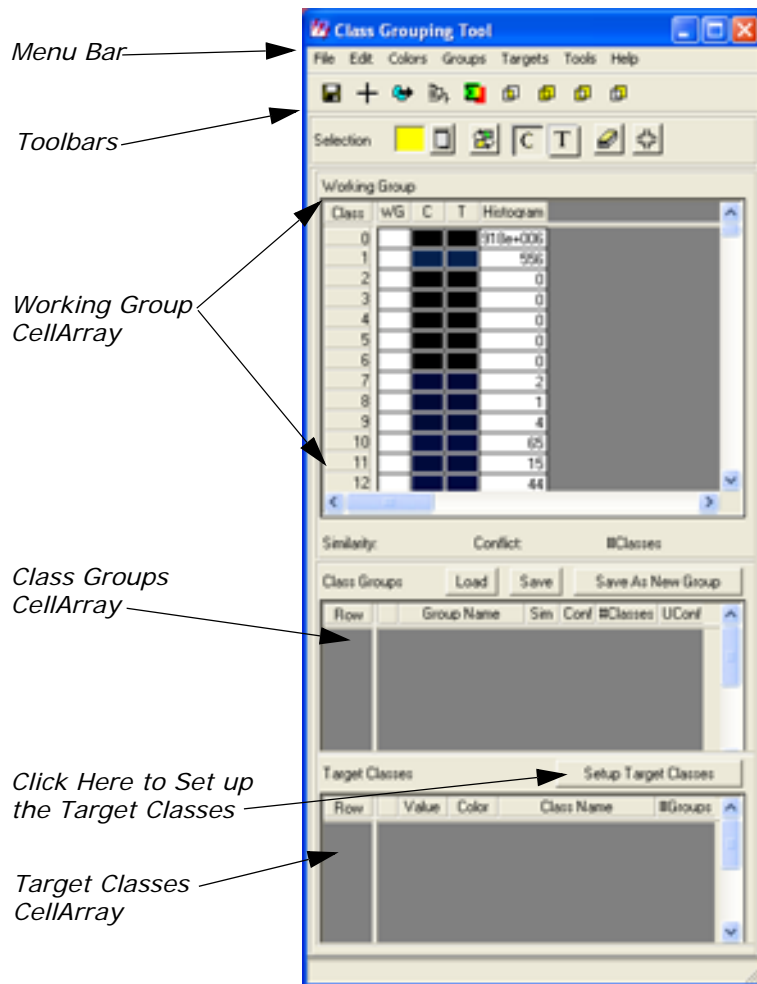 Class Grouping Tool
Menu Bar
File Edit Colors Groups Targets Tools Help
Toolbars
Selection C T
Working Group
Class WG C T Histogram
0 918e+006
1 556
2 0
3 0
4 0
5 0
6 0
7 2
8 1
9 4
10 65
11 15
12 44
Working Group
CellArray
Similarity: Conflict: #Classes
Class Groups
CellArray
Class Groups Load Save Save As New Group
Row Group Name Sim Conf #Classes UConf
Click Here to Set up
the Target Classes
Target Classes Setup Target Classes
Row Value Color Class Name #Groups
Target Classes
CellArray